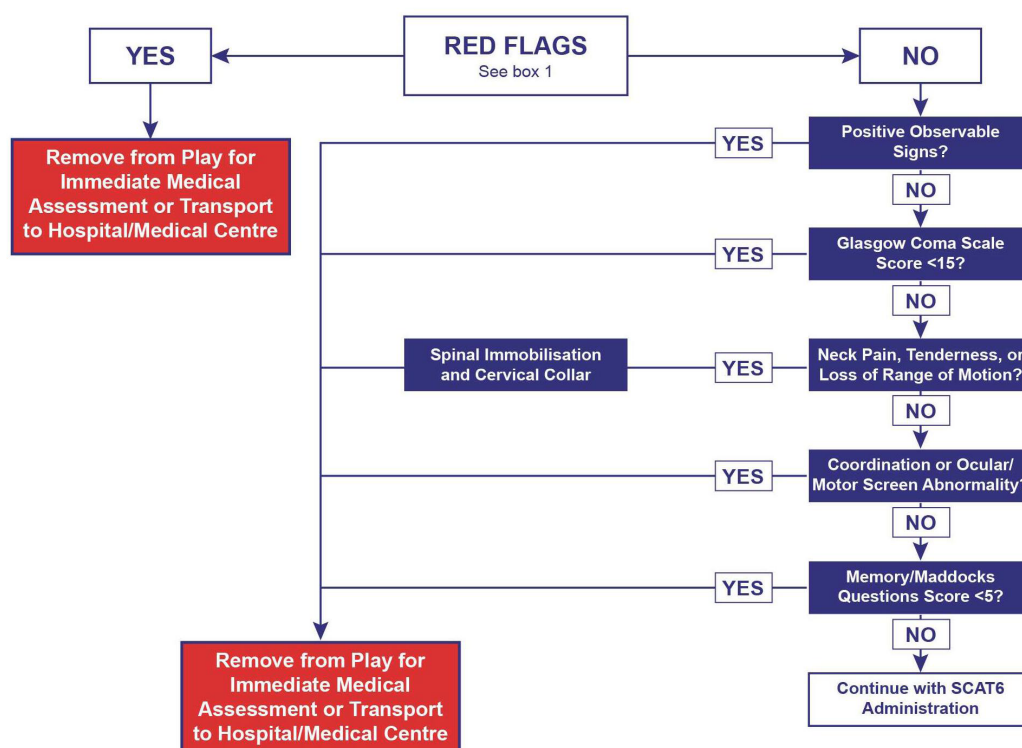 YES
RED FLAGS
See box 1
NO
Remove from Play for
Immediate Medical
Assessment or Transport
to Hospital/Medical Centre
YES
Positive Observable
Signs?
NO
YES
Glasgow Coma Scale
Score <15?
NO
Spinal Immobilisation
and Cervical Collar
YES
Neck Pain, Tenderness, or
Loss of Range of Motion?
NO
YES
Coordination or Ocular/
Motor Screen Abnormality?
NO
YES
Memory/Maddocks
Questions Score <5?
NO
Remove from Play for
Immediate Medical
Assessment or Transport
to Hospital/Medical Centre
Continue with SCAT6
Administration